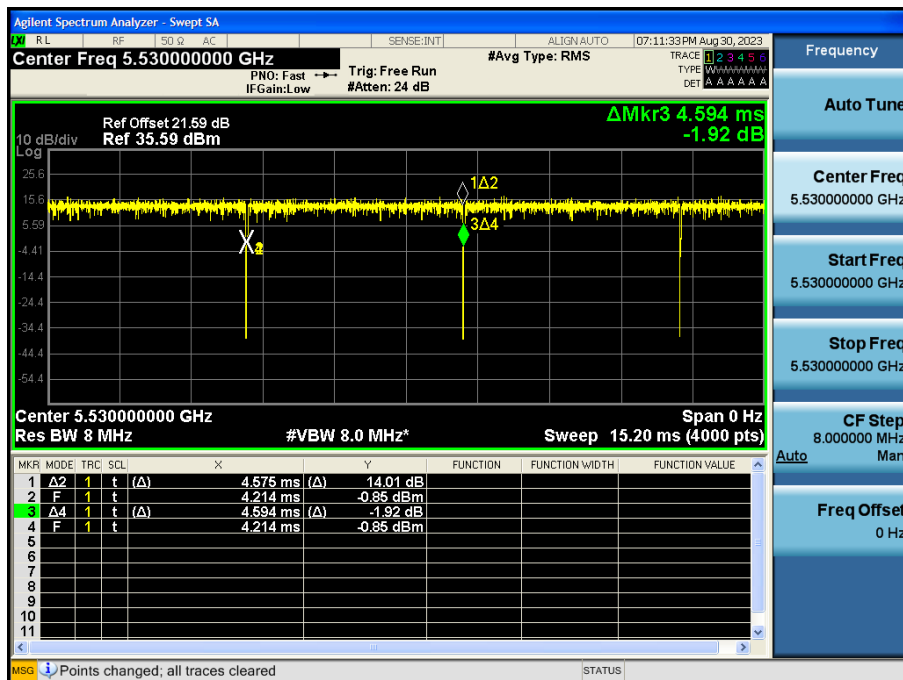 Agilent Spectrum Analyzer - Swept SA
LXI RL RF 50 Ω AC SENSE:INT ALIGN AUTO 07:11:33 PM Aug 30, 2023
Center Freq 5.530000000 GHz #Avg Type: RMS TRACE 1 2 3 4 5 6
PNO: Fast Trig: Free Run TYPE WWWWWW
IFGain:Low #Atten: 24 dB DET A A A A A A
ΔMkr3 4.594 ms
-1.92 dB
Ref Offset 21.59 dB
10 dB/div Ref 35.59 dBm
Log
25.6
15.6
5.59
-4.41
-14.4
-24.4
-34.4
-44.4
-54.4
1Δ2
3Δ4
Center 5.530000000 GHz Span 0 Hz
Res BW 8 MHz #VBW 8.0 MHz* Sweep 15.20 ms (4000 pts)
MKR MODE TRC SCL X Y FUNCTION FUNCTION WIDTH FUNCTION VALUE
1 Δ2 1 t (Δ) 4.575 ms (Δ) 14.01 dB
2 F 1 t 4.214 ms -0.85 dBm
3 Δ4 1 t (Δ) 4.594 ms (Δ) -1.92 dB
4 F 1 t 4.214 ms -0.85 dBm
5
6
7
8
9
10
11
MSG Points changed; all traces cleared STATUS
Frequency
Auto Tune
Center Freq
5.530000000 GHz
Start Freq
5.530000000 GHz
Stop Freq
5.530000000 GHz
CF Step
8.000000 MHz
Auto Man
Freq Offset
0 Hz